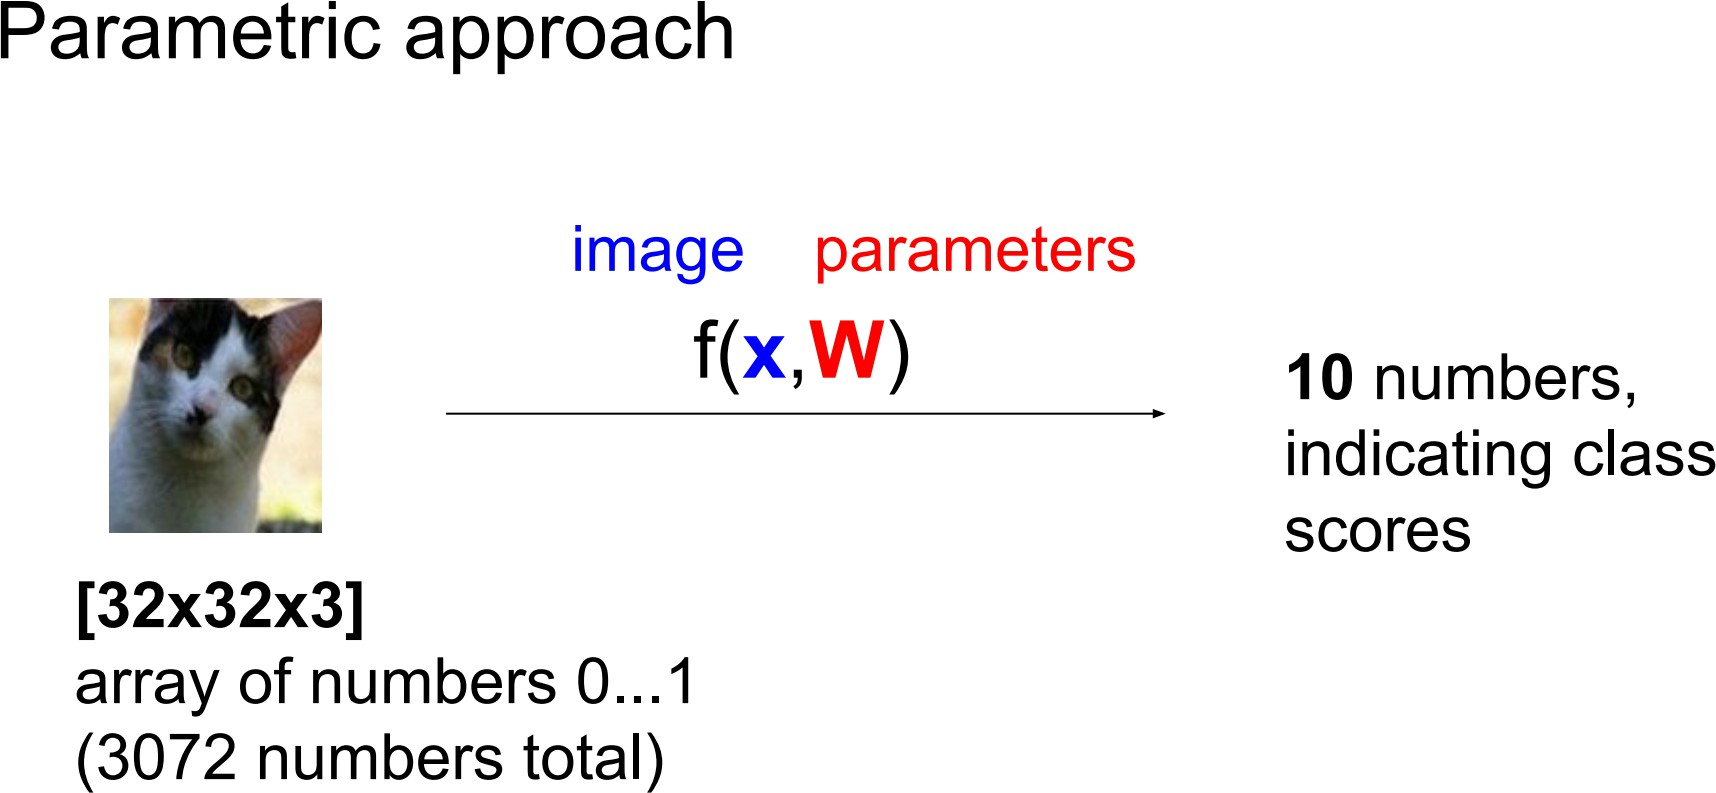 Parametric approach
image parameters
f(x,W)
10 numbers,
indicating class
scores
[32x32x3]
array of numbers 0...1
(3072 numbers total)